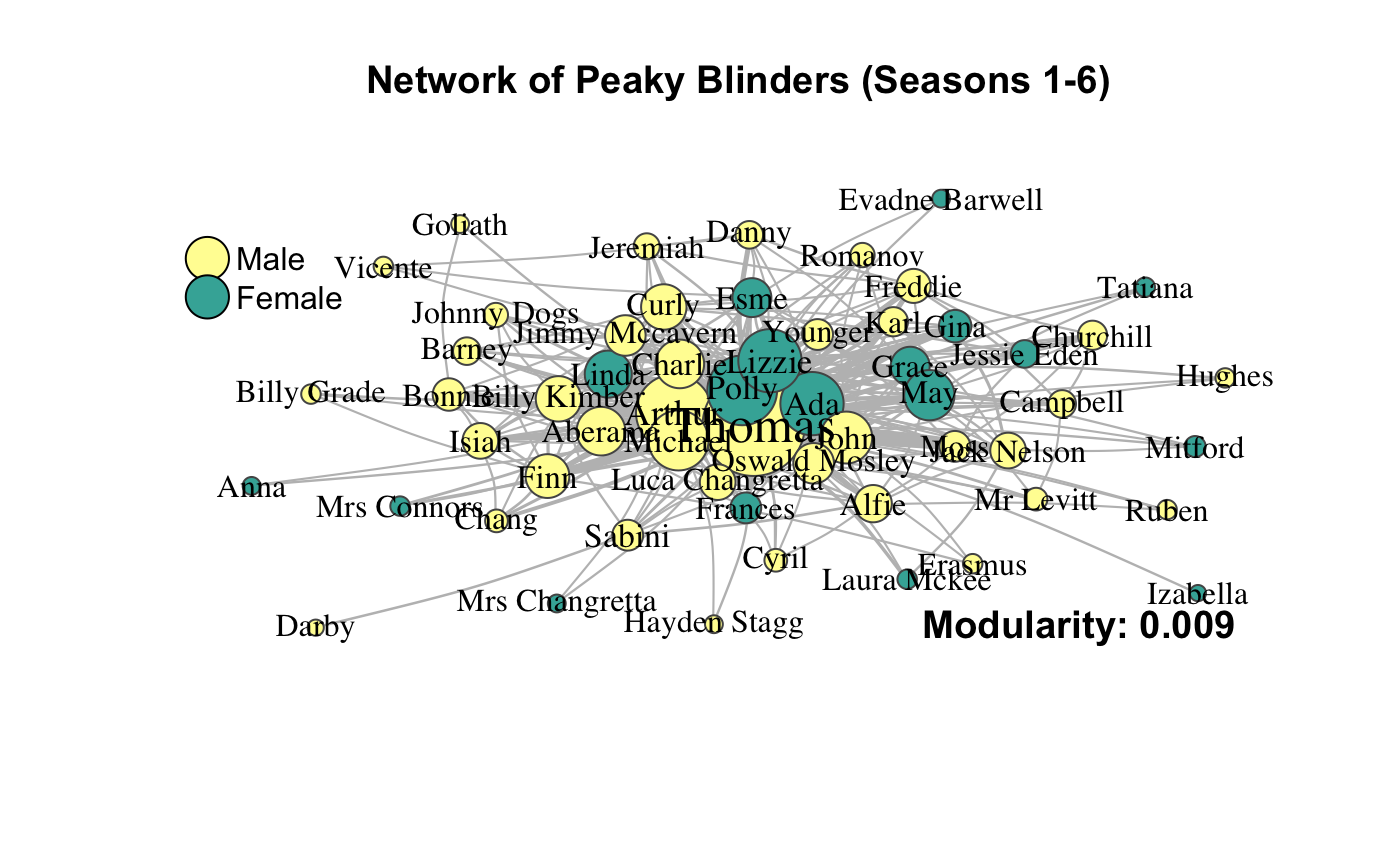 Network of Peaky Blinders (Seasons 1-6)
Evadne Barwell
Goliath
Danny
Jeremiah
Romanov
Male
Vicente
Freddie
Tatiana
Female
Curly
Esme
Johnny Dogs
Jimmy Mccavern
Younger
Karl
Gina
Churchill
Barney
Charlie
Lizzie
Jessie Eden
Linda
Grace
Hughes
Billy Grade
Bonnie
Billy Kimber
Polly
May
Campbell
Arthur
Ada
Thomas
Isiah
Aberama
Michael
John
Moss
Jack Nelson
Mitford
Oswald Mosley
Finn
Luca Changretta
Anna
Mrs Connors
Chang
Frances
Alfie
Mr Levitt
Ruben
Sabini
Cyril
Erasmus
Laura Mckee
Izabella
Mrs Changretta
Darby
Hayden Stagg
Modularity: 0.009